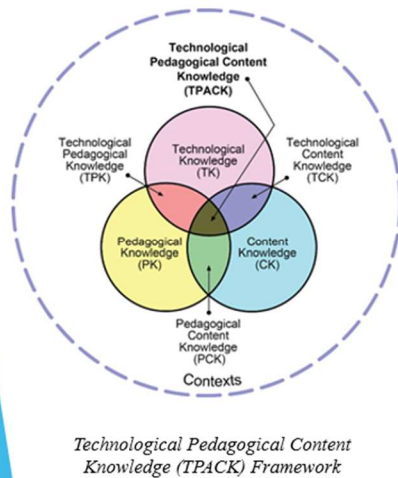 Technological
Pedagogical Content
Knowledge
(TPACK)
Technological
Pedagogical
Knowledge
(TPK)
Technological
Knowledge
(TK)
Technological
Content
Knowledge
(TCK)
Pedagogical
Knowledge
(PK)
Content
Knowledge
(CK)
Pedagogical
Content
Knowledge
(PCK)
Contexts
Technological Pedagogical Content
Knowledge (TPACK) Framework